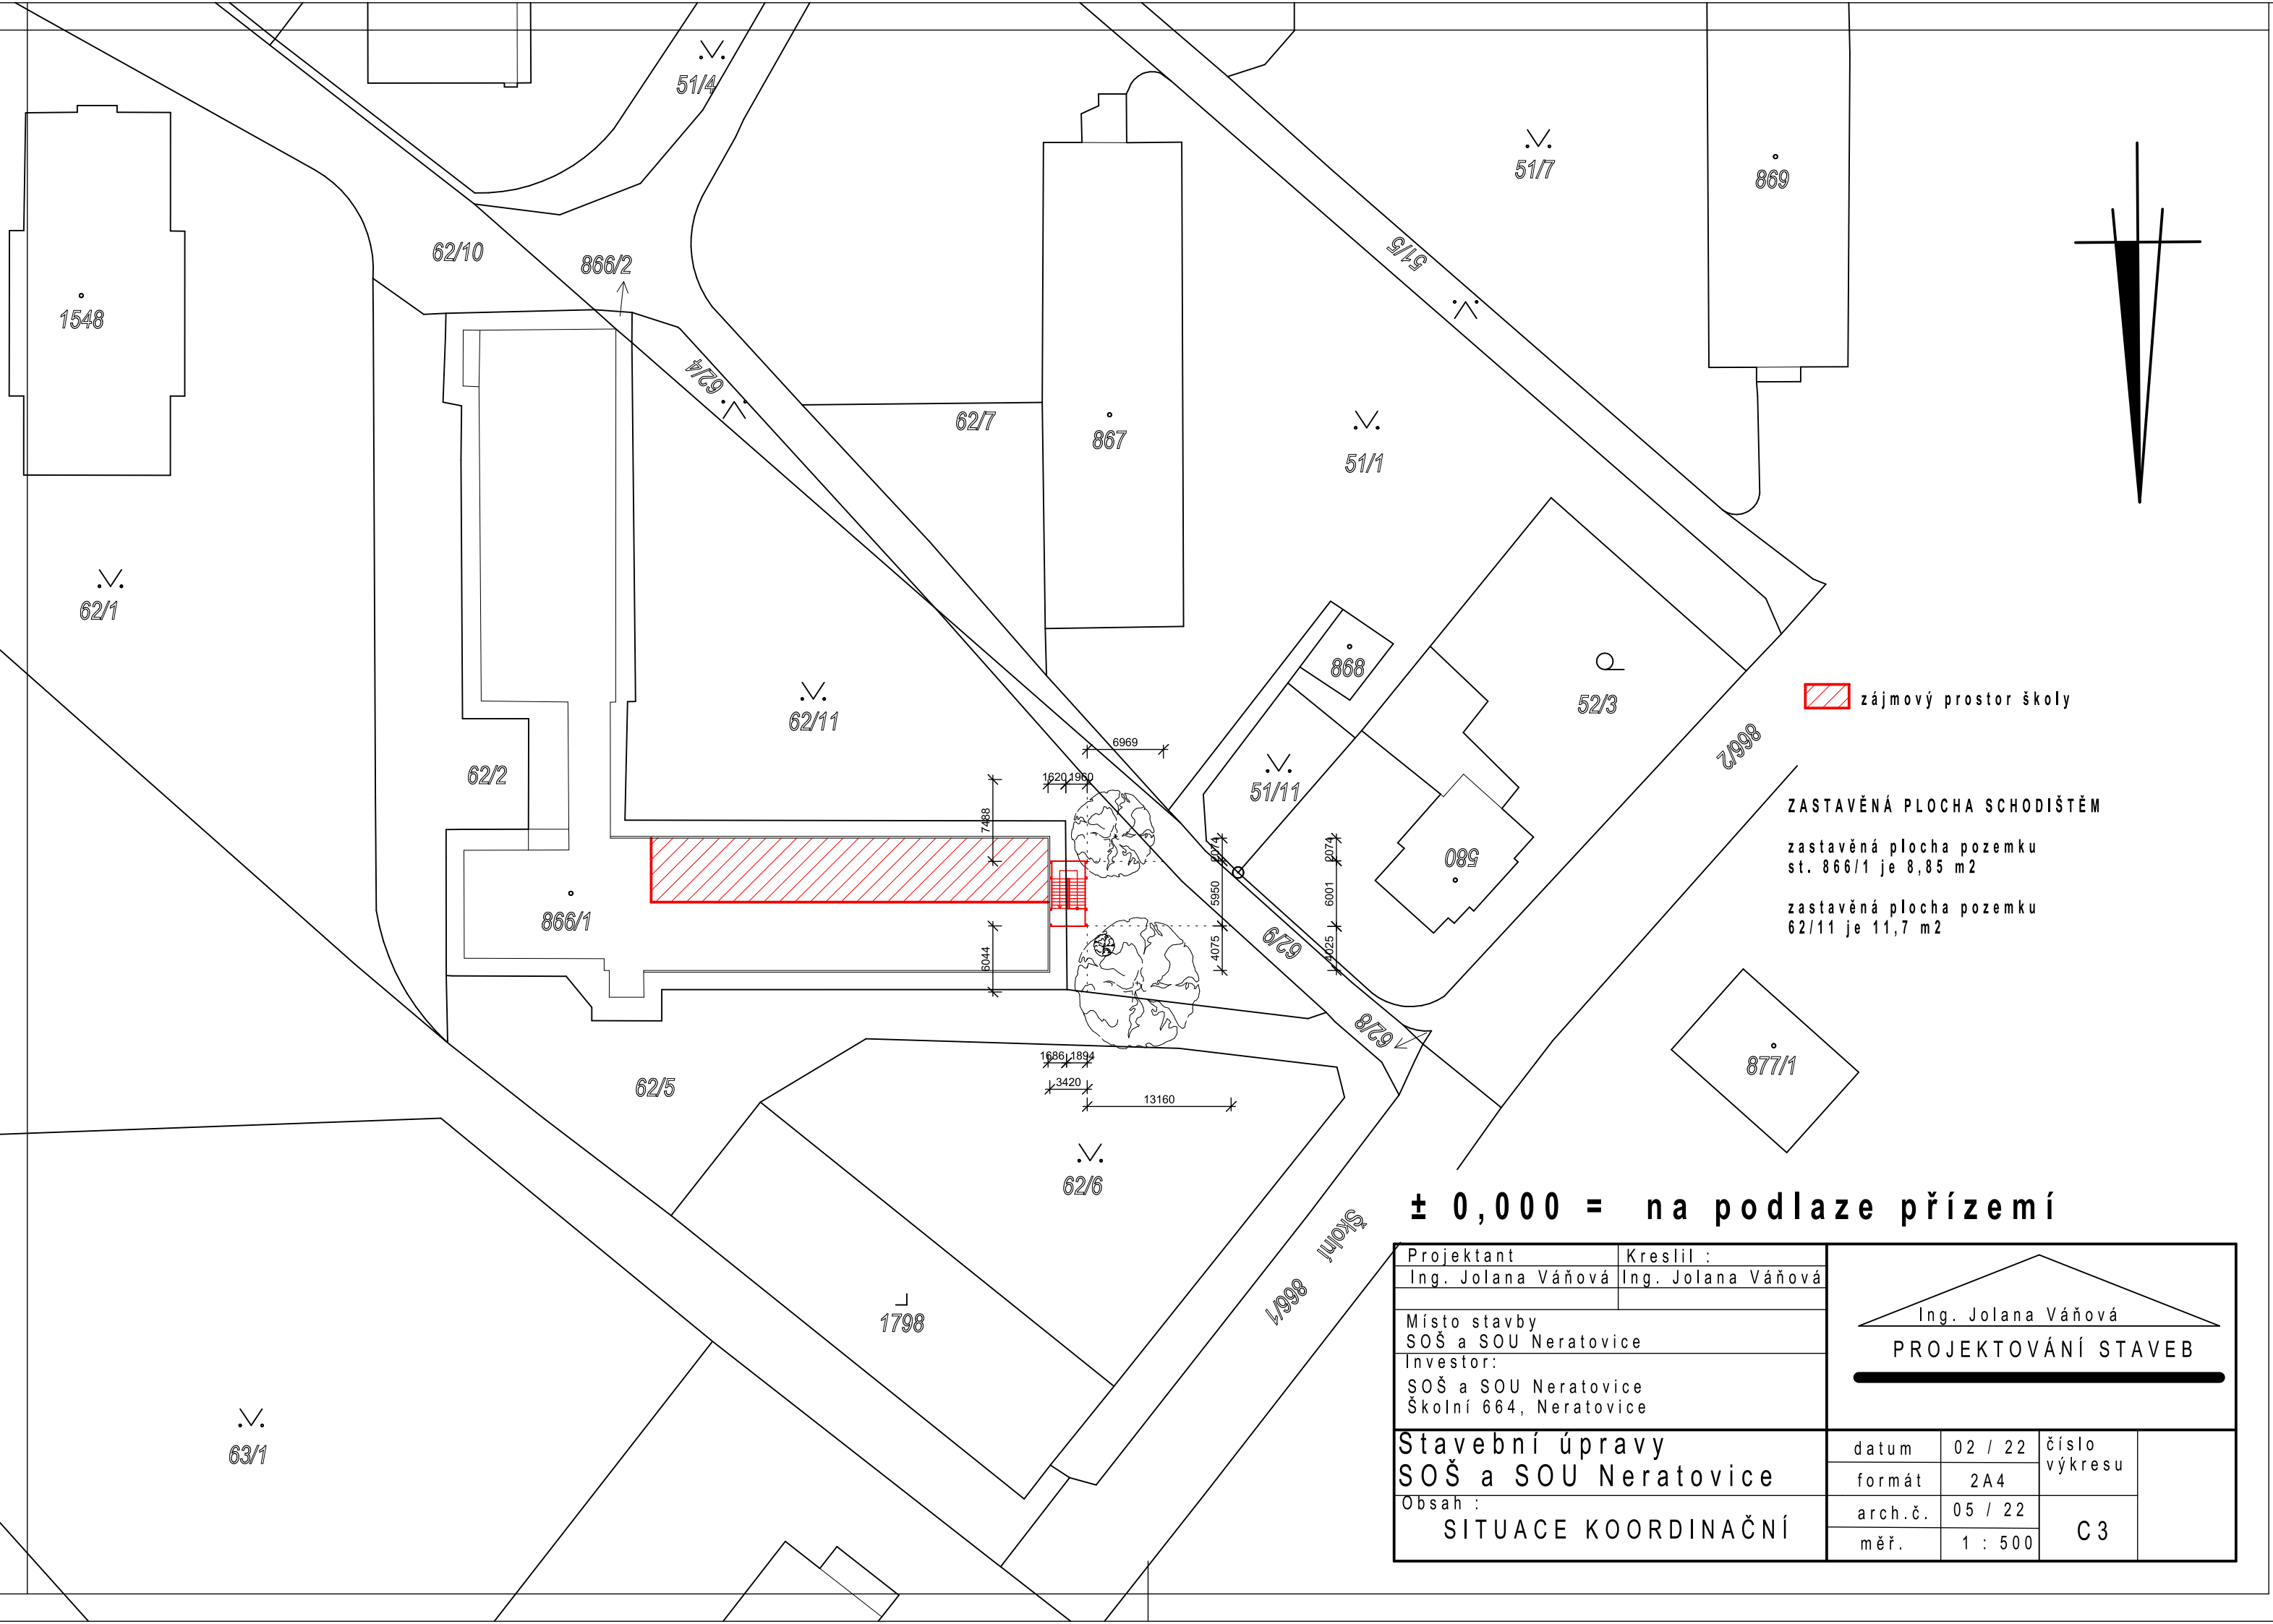 51/4
51/7
869
62/10
866/2
51/5
1548
62/4
62/7
867
51/1
62/1
868
52/3
62/11
zájmový prostor školy
866/2
6969
62/2
1620
1960
51/11
7488
ZASTAVĚNÁ PLOCHA SCHODIŠTĚM
zastavěná plocha pozemku
st. 866/1 je 8,85 m2
zastavěná plocha pozemku
62/11 je 11,7 m2
2074
2074
580
5950
6001
866/1
6044
4075
4025
62/9
62/8
877/1
1686
1894
62/5
3420
13160
62/6
± 0,000 = na podlaze přízemí
Školní
866/1
1798
63/1
Projektant
Kreslil :
Ing. Jolana Váňová
Ing. Jolana Váňová
Místo stavby
SOŠ a SOU Neratovice
Investor:
SOŠ a SOU Neratovice
Školní 664, Neratovice
Ing. Jolana Váňová
PROJEKTOVÁNÍ STAVEB
Stavební úpravy
SOŠ a SOU Neratovice
Obsah :
SITUACE KOORDINAČNÍ
datum
02 / 22
číslo
výkresu
formát
2A4
arch.č.
05 / 22
C3
měř.
1 : 500